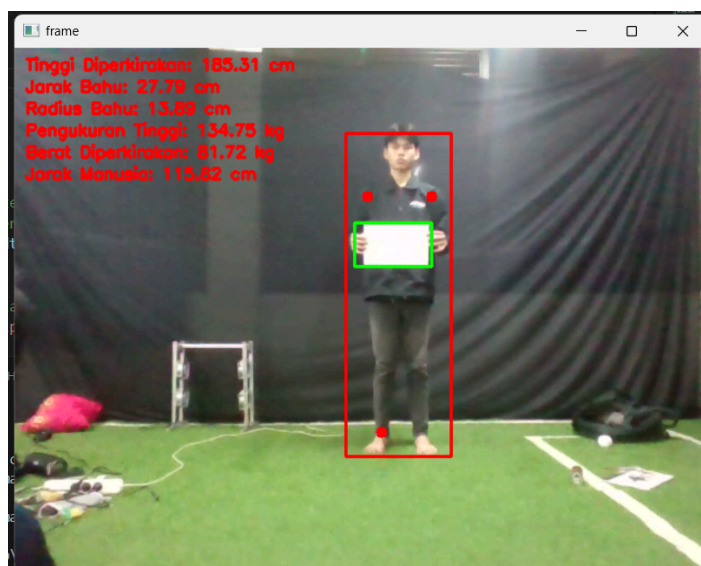 frame
Tinggi Diperkirakan: 185.31 cm
Jarak Bahu: 27.79 cm
Radius Bahu: 13.89 cm
Pengukuran Tinggi: 134.75 kg
Berat Diperkirakan: 81.72 kg
Jarak Manusia: 115.82 cm